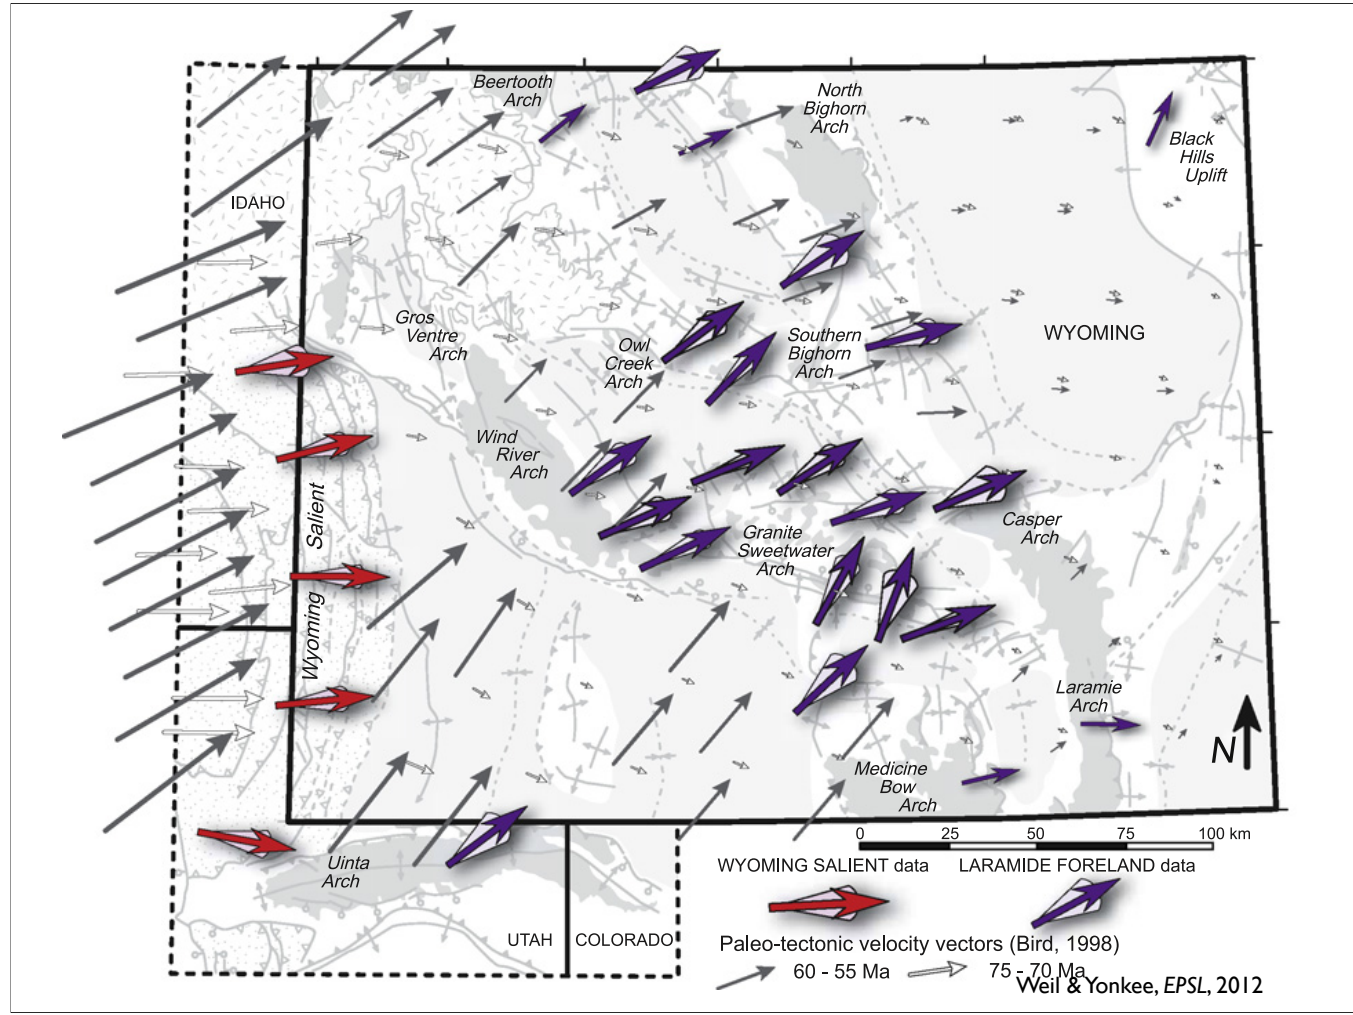 Beertooth
Arch
North
Bighorn
Arch
Black
Hills
Uplift
IDAHO
Gros
Ventre
Arch
Owl
Creek
Arch
Southern
Bighorn
Arch
WYOMING
Wind
River
Arch
Wyoming Salient
Granite
Sweetwater
Arch
Casper
Arch
Laramie
Arch
N
Medicine
Bow
Arch
Uinta
Arch
0 25 50 75 100 km
WYOMING SALIENT data LARAMIDE FORELAND data
UTAH COLORADO
Paleo-tectonic velocity vectors (Bird, 1998)
60 - 55 Ma 75 - 70 Ma
Weil & Yonkee, EPSL, 2012